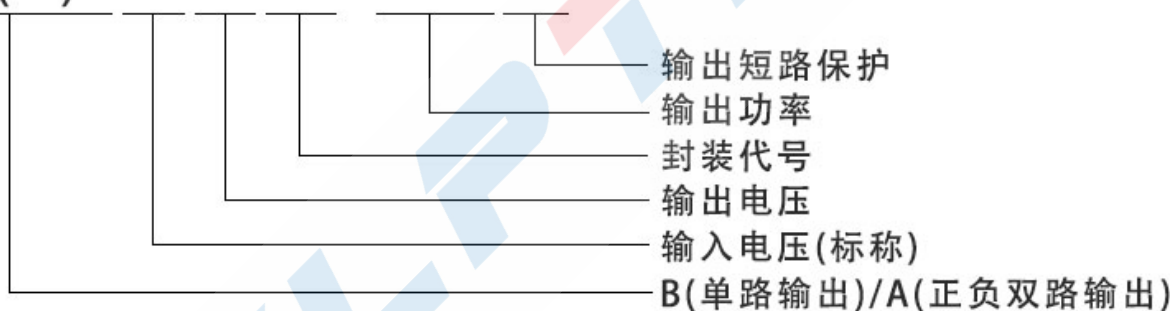 输出短路保护
输出功率
封装代号
输出电压
输入电压(标称)
B(单路输出)/A(正负双路输出)